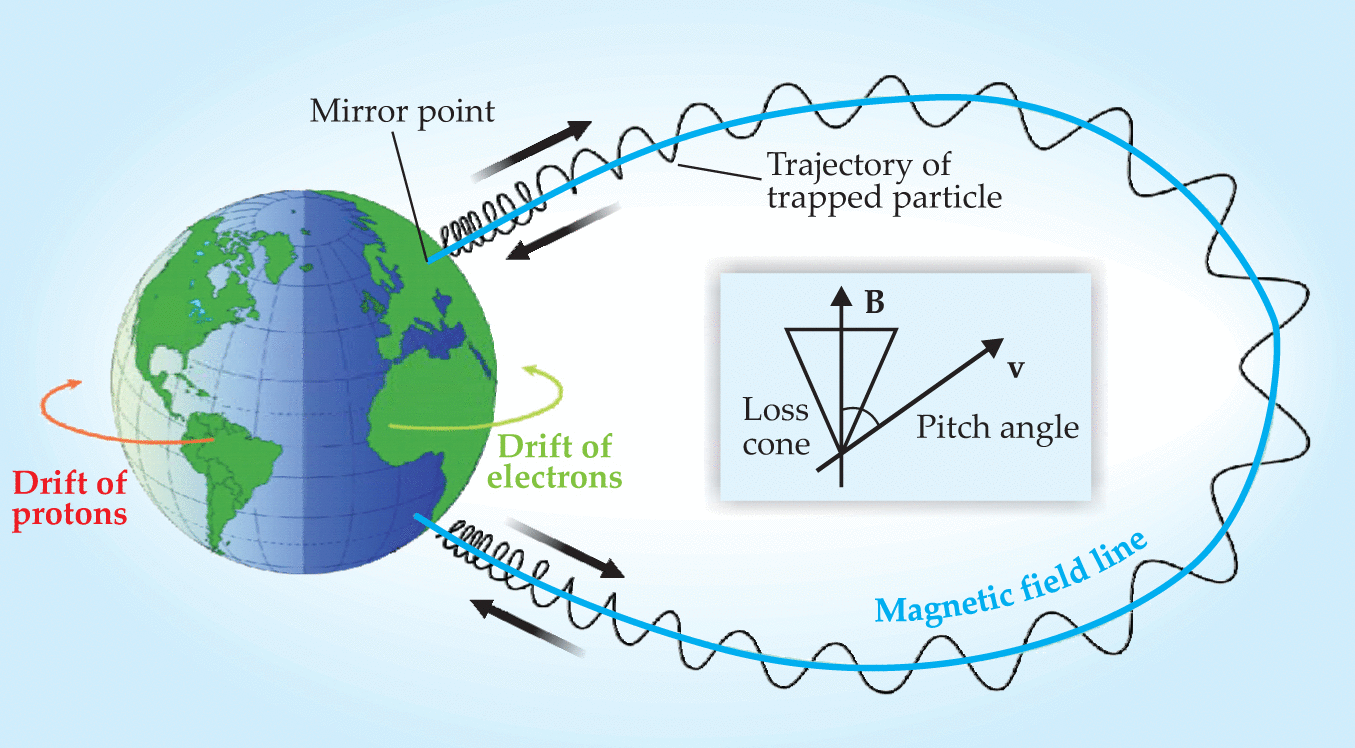 Mirror point
Trajectory of
trapped particle
B
v
Loss
cone
Pitch angle
Drift of
electrons
Drift of
protons
Magnetic field line